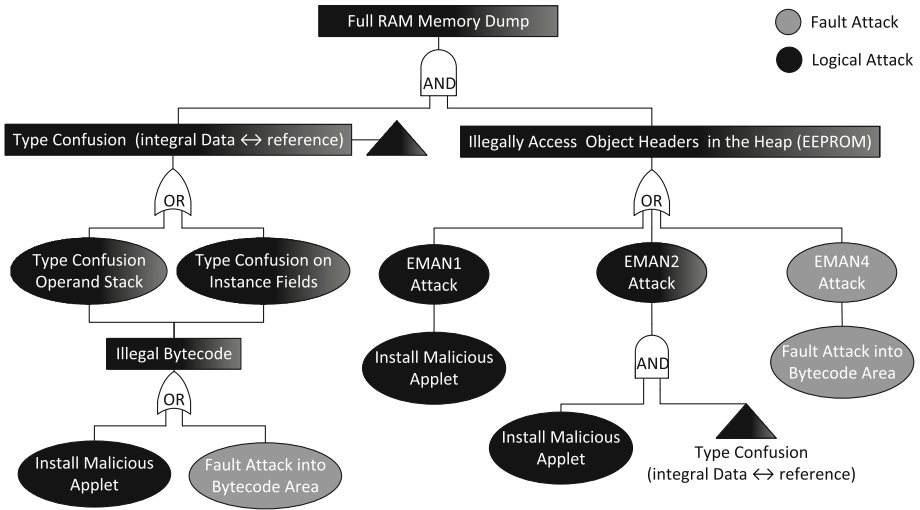 Full RAM Memory Dump
Fault Attack
Logical Attack
AND
Type Confusion (integral Data ↔ reference)
Illegally Access Object Headers in the Heap (EEPROM)
OR
OR
Type Confusion
Operand Stack
Type Confusion on
Instance Fields
EMAN1
Attack
EMAN2
Attack
EMAN4
Attack
Illegal Bytecode
Install Malicious
Applet
AND
Fault Attack into
Bytecode Area
OR
Install Malicious
Applet
Fault Attack into
Bytecode Area
Install Malicious
Applet
Type Confusion
(integral Data ↔ reference)